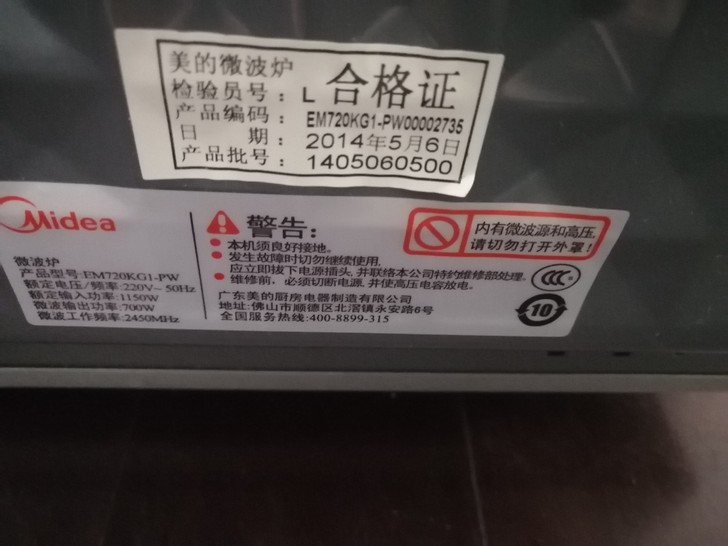 美的微波炉
合格证
检验员号：L
产品编码：EM720KG1-PW00002735
日 期：2014年5月6日
产品批号：1405060500
Midea
微波炉
产品型号:EM720KG1-PW
额定电压/频率:220V~ 50Hz
额定输入功率:1150W
微波输出功率:700W
微波工作频率:2450MHz
警告:
本机须良好接地。
发生故障时切勿继续使用,
应立即拔下电源插头,并联络本公司特约维修部处理。
维修前，必须切断电源,并使高压电容放电。
广东美的厨房电器制造有限公司
地址:佛山市顺德区北滘镇永安路6号
全国服务热线:400-8899-315
内有微波源和高压,
请切勿打开外罩!
CCC
10